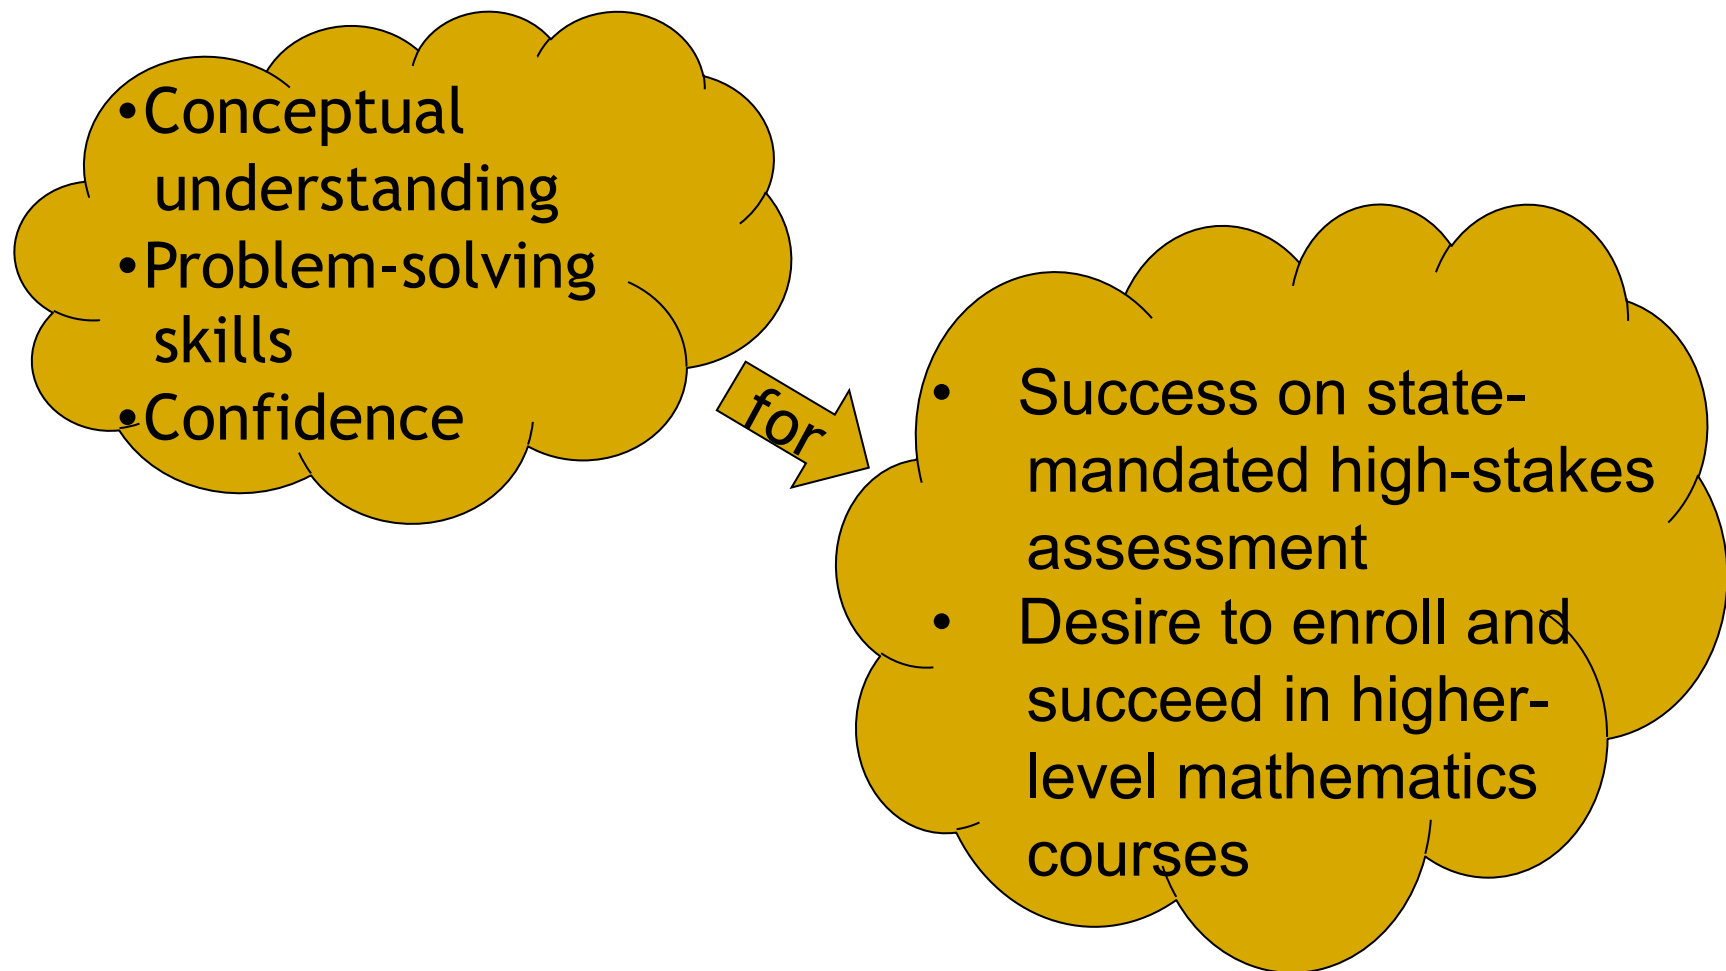 •Conceptual
understanding
•Problem-solving
skills
•Confidence
for
• Success on state-
mandated high-stakes
assessment
• Desire to enroll and
succeed in higher-
level mathematics
courses